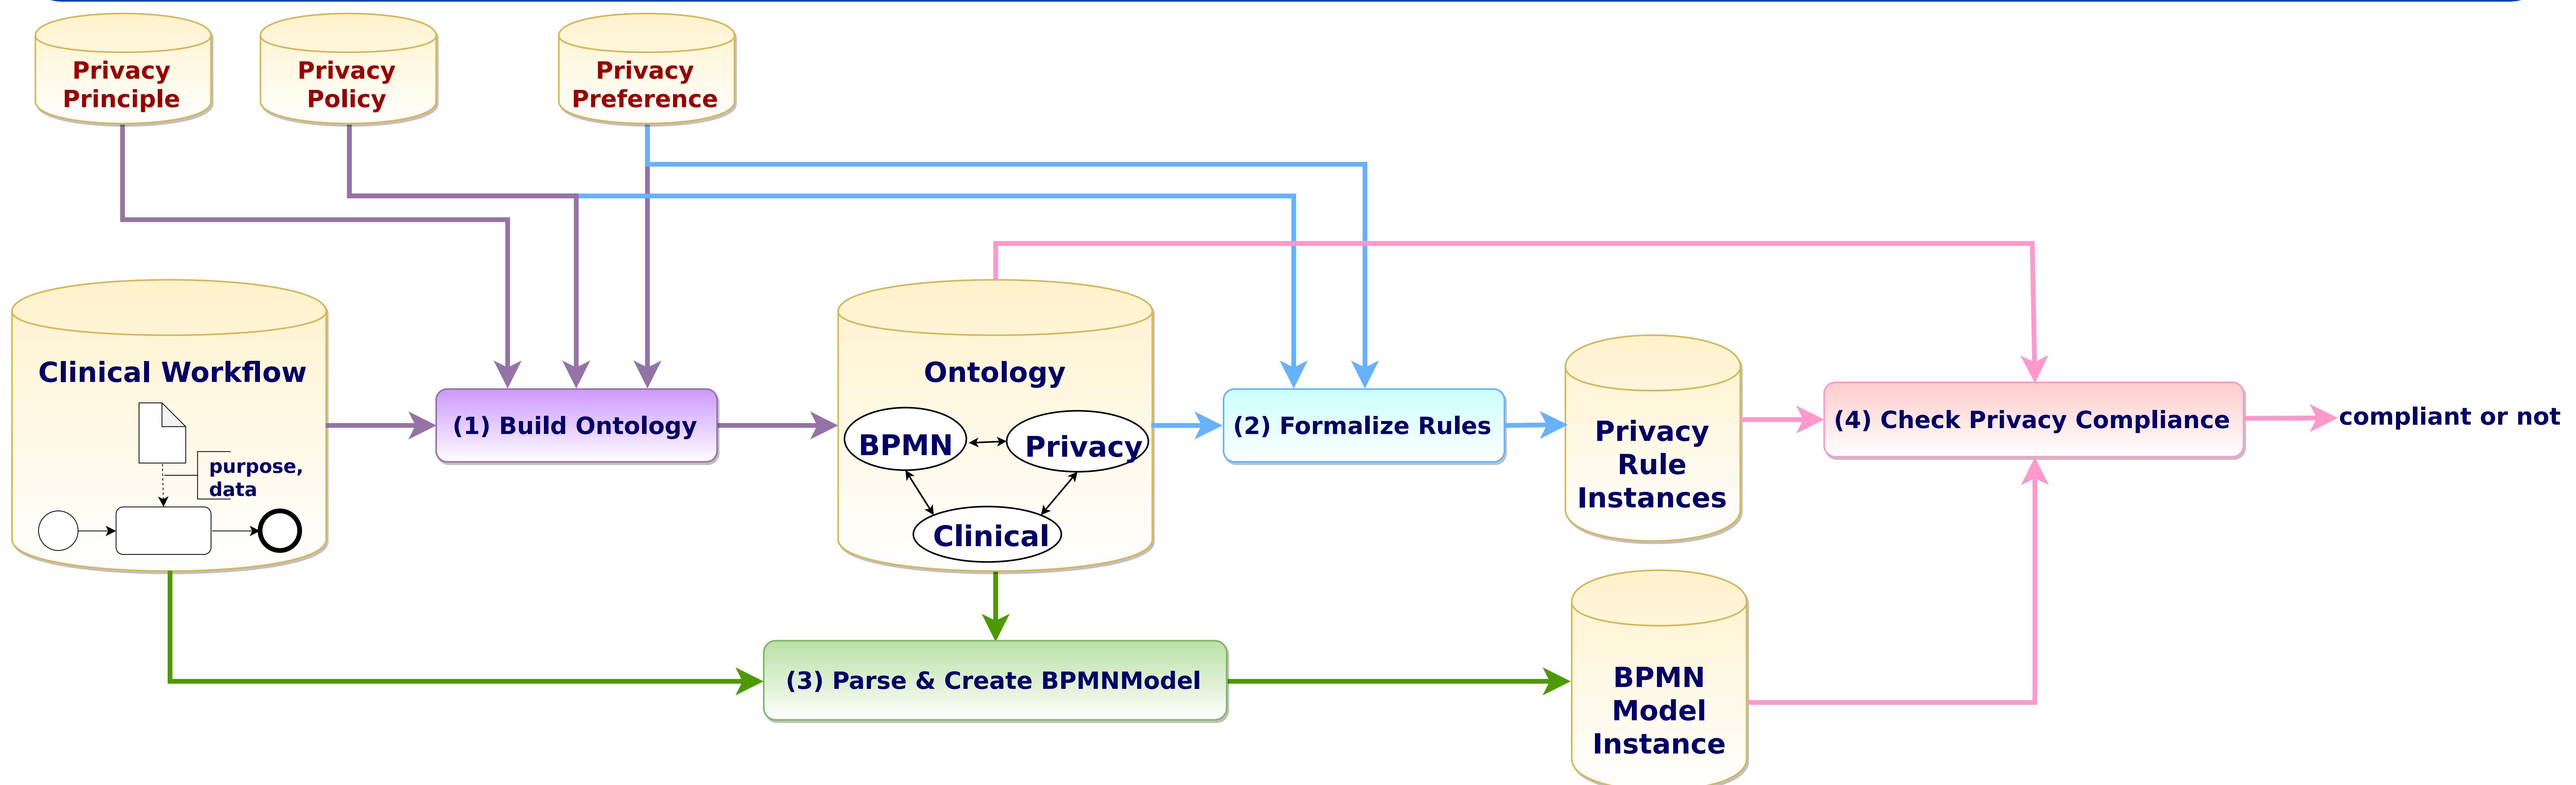 Privacy
Principle
Privacy
Policy
Privacy
Preference
Clinical Workflow
purpose,
data
(1) Build Ontology
Ontology
BPMN
Privacy
Clinical
(2) Formalize Rules
Privacy
Rule
Instances
(4) Check Privacy Compliance
compliant or not
(3) Parse & Create BPMNModel
BPMN
Model
Instance